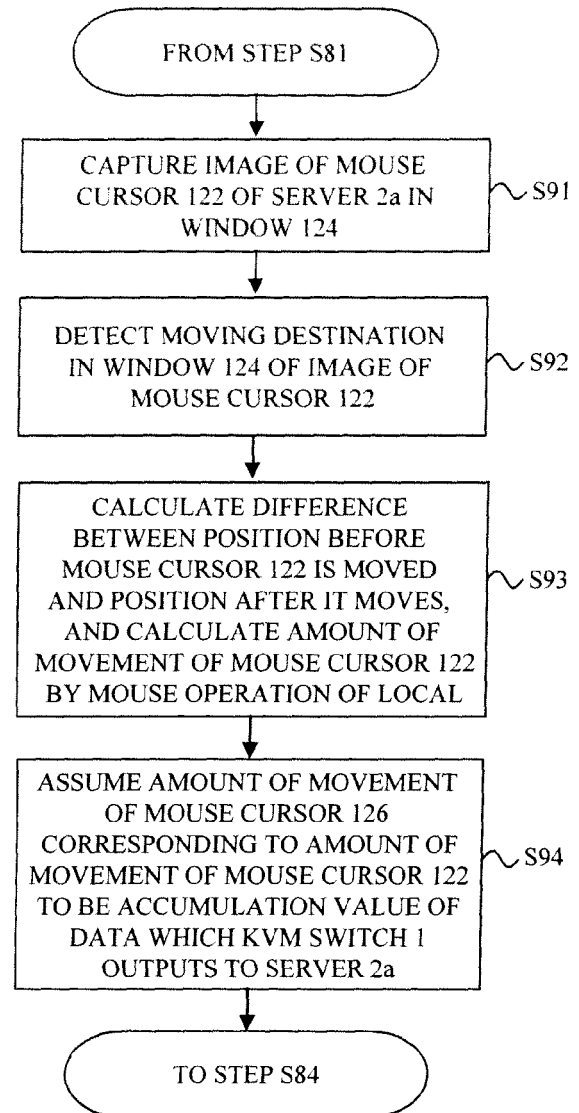 FROM STEP S81
CAPTURE IMAGE OF MOUSE
CURSOR 122 OF SERVER 2a IN
WINDOW 124
S91
DETECT MOVING DESTINATION
IN WINDOW 124 OF IMAGE OF
MOUSE CURSOR 122
S92
CALCULATE DIFFERENCE
BETWEEN POSITION BEFORE
MOUSE CURSOR 122 IS MOVED
AND POSITION AFTER IT MOVES,
AND CALCULATE AMOUNT OF
MOVEMENT OF MOUSE CURSOR 122
BY MOUSE OPERATION OF LOCAL
S93
ASSUME AMOUNT OF MOVEMENT
OF MOUSE CURSOR 126
CORRESPONDING TO AMOUNT OF
MOVEMENT OF MOUSE CURSOR 122
TO BE ACCUMULATION VALUE OF
DATA WHICH KVM SWITCH 1
OUTPUTS TO SERVER 2a
S94
TO STEP S84